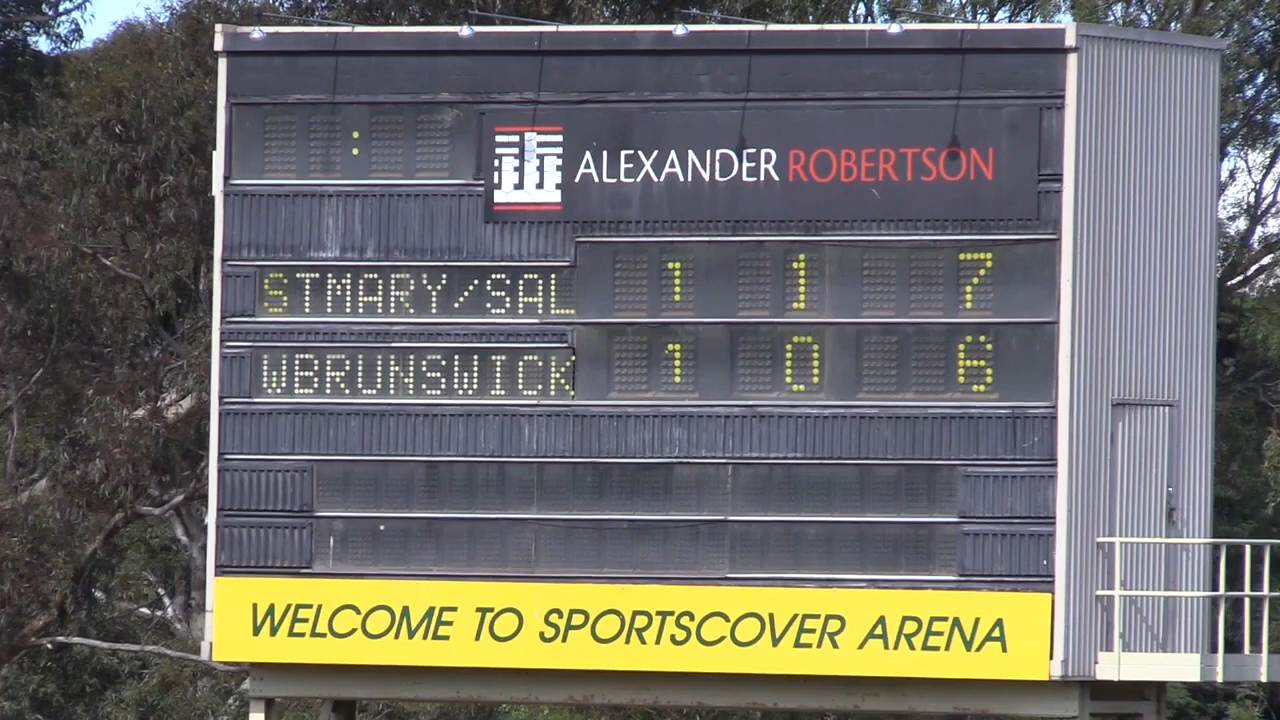 :
ALEXANDER ROBERTSON
STMARY/SAL 1 1 7
WBRUNSWICK 1 0 6
WELCOME TO SPORTSCOVER ARENA